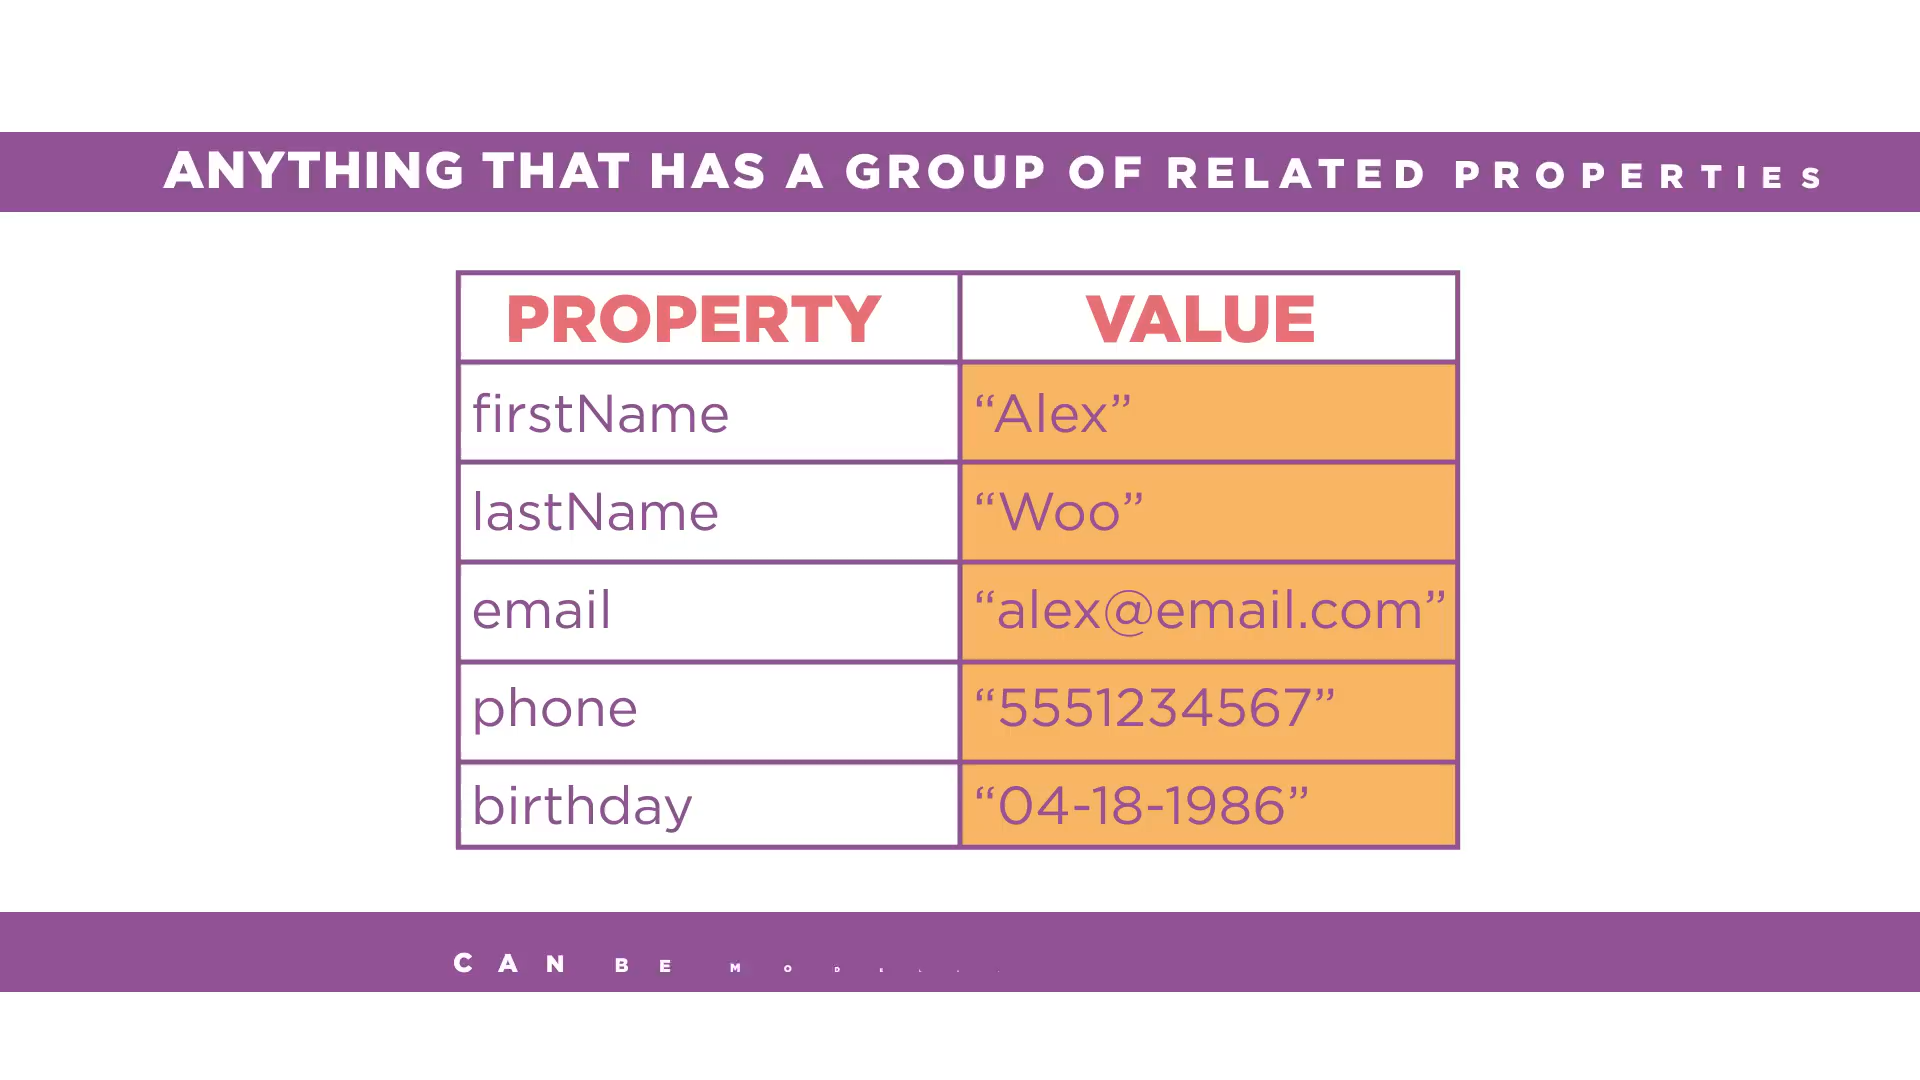 ANYTHING THAT HAS A GROUP OF RELATED PROPERTIES
PROPERTY VALUE
firstName “Alex”
lastName “Woo”
email “alex@email.com”
phone “5551234567”
birthday “04-18-1986”
CAN BE